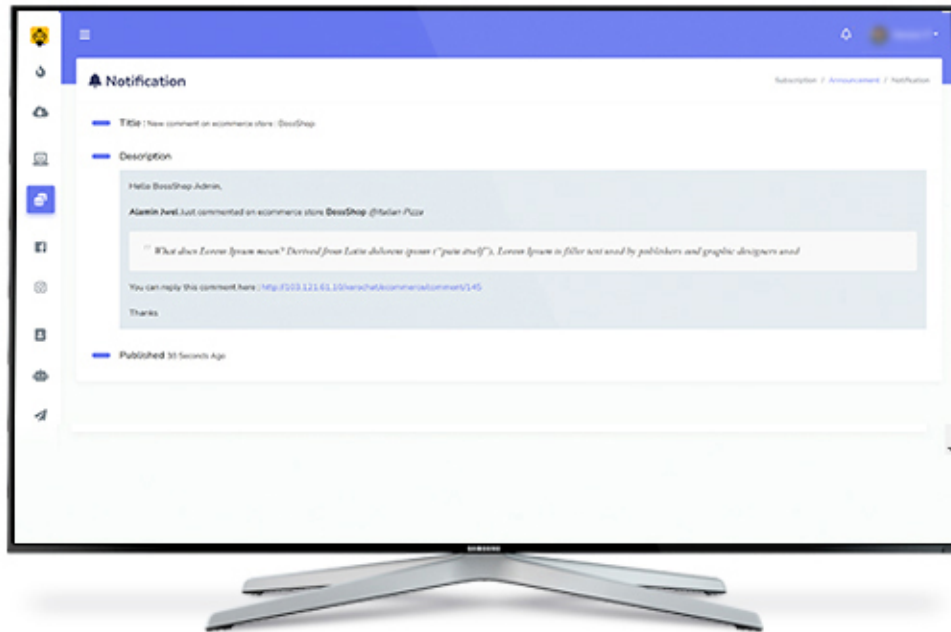 Notification
Subscription / Announcement / Notification
Title : New comment on ecommerce store : BossShop
Description
Hello BossShop Admin,
Alamin Jwel Just commented on ecommerce store BossShop @Italian Pizza
" What does Lorem Ipsum mean? Derived from Latin dolorem ipsum ("pain itself"), Lorem Ipsum is filler text used by publishers and graphic designers used
You can reply this comment here : http://103.121.61.10/xerochat/ecommerce/comment/145
Thanks
Published 30 Seconds Ago
SAMSUNG